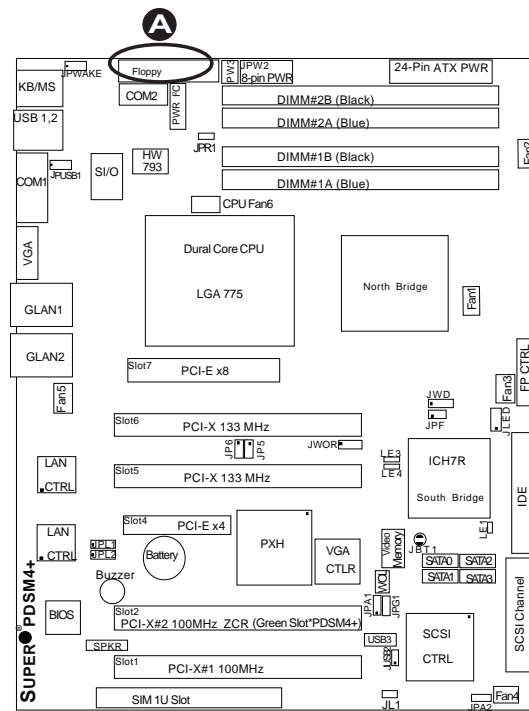 A
JPWAKE
Floppy
PW3
JPW2
8-pin PWR
24-Pin ATX PWR
KB/MS
COM2
PWR I²C
DIMM#2B (Black)
USB 1,2
DIMM#2A (Blue)
JPR1
Fan2
HW
793
DIMM#1B (Black)
COM1
JPUSB1
SI/O
DIMM#1A (Blue)
CPU Fan6
VGA
Dural Core CPU
LGA 775
North Bridge
GLAN1
Fan1
GLAN2
Slot7
PCI-E x8
Fan5
Fan3
FP CTRL
JWD
JPF
JLED
Slot6
PCI-X 133 MHz
JP6
JP5
JWOR
LE3
LE4
ICH7R
South Bridge
IDE
LAN
CTRL
Slot5
PCI-X 133 MHz
Slot4
PCI-E x4
LAN
CTRL
JPL1
JPL2
Battery
PXH
VGA
CTLR
Video
Memory
JBT1
LE1
SATA0
SATA2
SATA1
SATA3
Buzzer
WOL
JPA1
JPG1
SUPER® PDSM4+
BIOS
Slot2
PCI-X#2 100MHz ZCR (Green Slot*PDSM4+)
SPKR
USB3
JUSB2
SCSI
CTRL
SCSI Channel
Slot1
PCI-X#1 100MHz
SIM 1U Slot
JL1
JPA2
Fan4